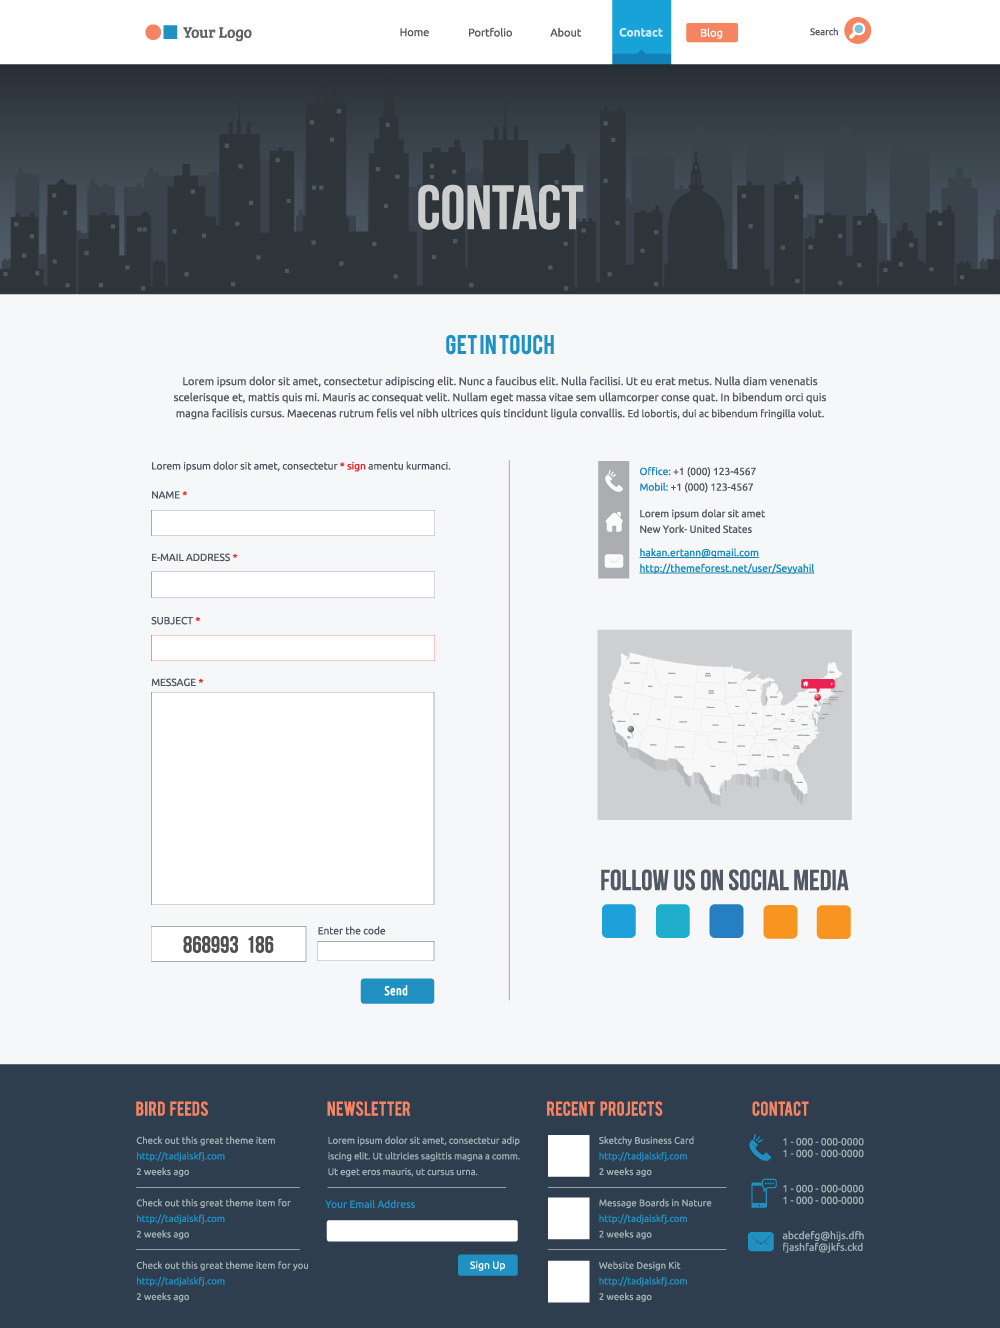 Your Logo
Home
Portfolio
About
Contact
Blog
Search
CONTACT
GET IN TOUCH
Lorem ipsum dolor sit amet, consectetur adipiscing elit. Nunc a faucibus elit. Nulla facilisi. Ut eu erat metus. Nulla diam venenatis
scelerisque et, mattis quis mi. Mauris ac consequat velit. Nullam eget massa vitae sem ullamcorper conse quat. In bibendum orci quis
magna facilisis cursus. Maecenas rutrum felis vel nibh ultrices quis tincidunt ligula convallis. Ed lobortis, dui ac bibendum fringilla volut.
Lorem ipsum dolor sit amet, consectetur * sign amentu kurmanci.
NAME *
E-MAIL ADDRESS *
SUBJECT *
MESSAGE *
868993 186
Enter the code
Send
Office: +1 (000) 123-4567
Mobil: +1 (000) 123-4567
Lorem ipsum dolor sit amet
New York- United States
hakan.ertann@gmail.com
http://themeforest.net/user/Seyyahil
FOLLOW US ON SOCIAL MEDIA
BIRD FEEDS
Check out this great theme item
http://tadjalskfj.com
2 weeks ago
Check out this great theme item for
http://tadjalskfj.com
2 weeks ago
Check out this great theme item for you
http://tadjalskfj.com
2 weeks ago
NEWSLETTER
Lorem ipsum dolor sit amet, consectetur adip
iscing elit. Ut ultricies sagittis magna a comm.
Ut eget eros mauris, ut cursus urna.
Your Email Address
Sign Up
RECENT PROJECTS
Sketchy Business Card
http://tadjalskfj.com
2 weeks ago
Message Boards in Nature
http://tadjalskfj.com
2 weeks ago
Website Design Kit
http://tadjalskfj.com
2 weeks ago
CONTACT
1 - 000 - 000-0000
1 - 000 - 000-0000
1 - 000 - 000-0000
1 - 000 - 000-0000
abcdefg@hijs.dfh
fjashfaf@jkfs.ckd